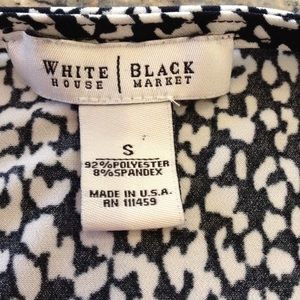 WHITE | BLACK
HOUSE | MARKET
S
92%POLYESTER
8%SPANDEX
MADE IN U.S.A.
RN 111459